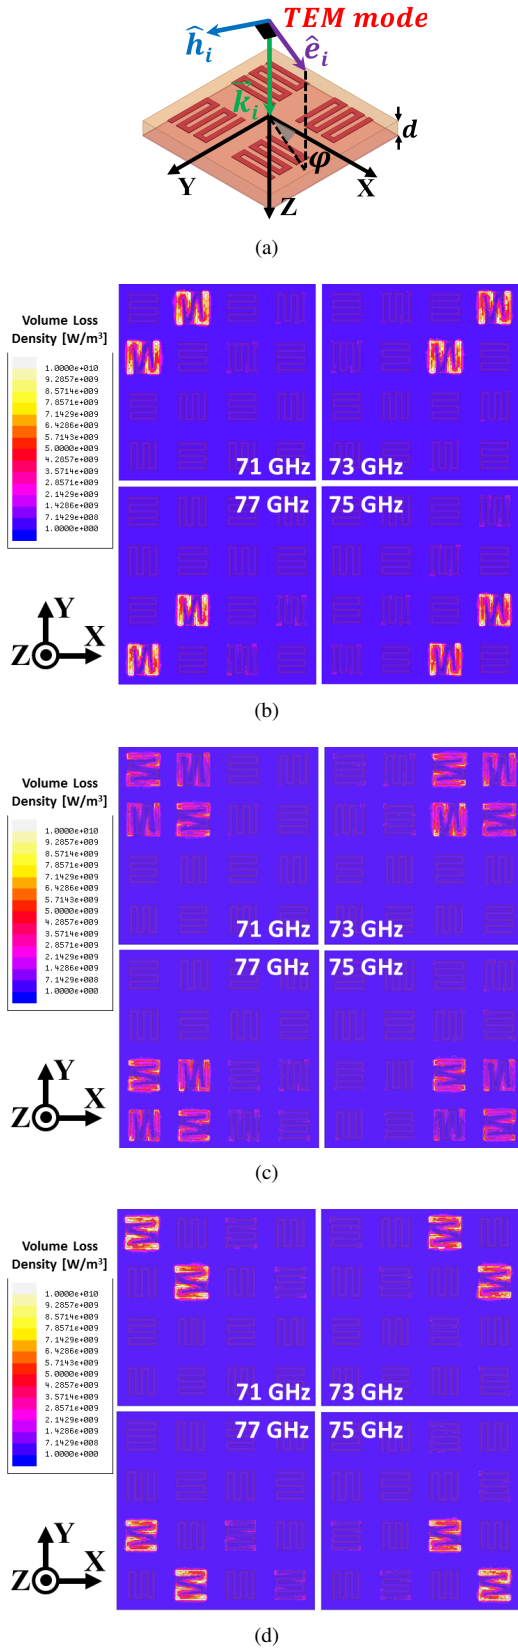 TEM mode
ĥi
êi
k̂i
d
φ
Y
X
Z
(a)
Volume Loss
Density [W/m³]
1.0000e+010
9.2857e+009
8.5714e+009
7.8571e+009
7.1429e+009
6.4286e+009
5.7143e+009
5.0000e+009
4.2857e+009
3.5714e+009
2.8571e+009
2.1429e+009
1.4286e+009
7.1429e+008
1.0000e+000
71 GHz
73 GHz
77 GHz
75 GHz
Y
Z
X
(b)
Volume Loss
Density [W/m³]
1.0000e+010
9.2857e+009
8.5714e+009
7.8571e+009
7.1429e+009
6.4286e+009
5.7143e+009
5.0000e+009
4.2857e+009
3.5714e+009
2.8571e+009
2.1429e+009
1.4286e+009
7.1429e+008
1.0000e+000
71 GHz
73 GHz
77 GHz
75 GHz
Y
Z
X
(c)
Volume Loss
Density [W/m³]
1.0000e+010
9.2857e+009
8.5714e+009
7.8571e+009
7.1429e+009
6.4286e+009
5.7143e+009
5.0000e+009
4.2857e+009
3.5714e+009
2.8571e+009
2.1429e+009
1.4286e+009
7.1429e+008
1.0000e+000
71 GHz
73 GHz
77 GHz
75 GHz
Y
Z
X
(d)